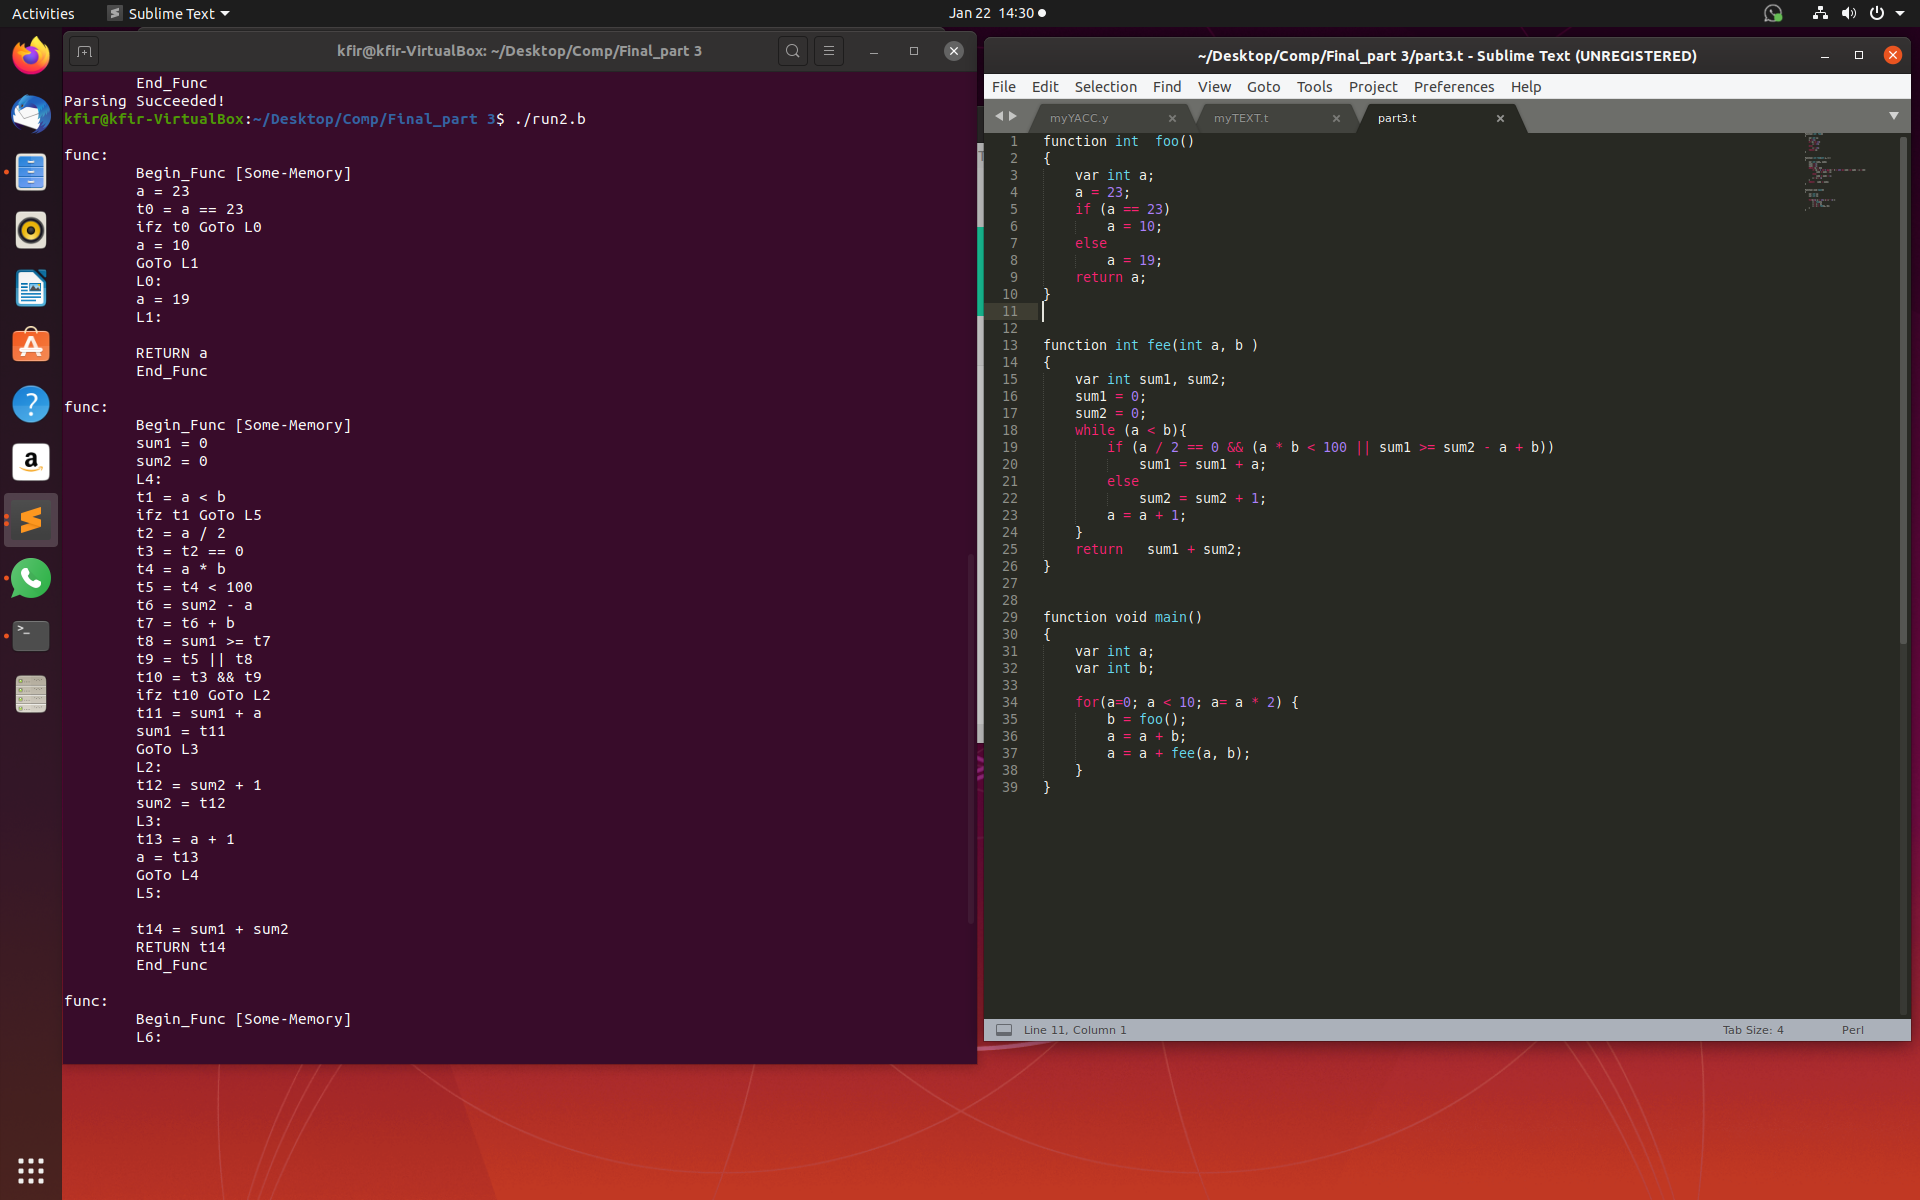 Activities
Sublime Text
Jan 22 14:30
kfir@kfir-VirtualBox: ~/Desktop/Comp/Final_part 3
End_Func
Parsing Succeeded!
kfir@kfir-VirtualBox:~/Desktop/Comp/Final_part 3$ ./run2.b
func:
Begin_Func [Some-Memory]
a = 23
t0 = a == 23
ifz t0 GoTo L0
a = 10
GoTo L1
L0:
a = 19
L1:
RETURN a
End_Func
func:
Begin_Func [Some-Memory]
sum1 = 0
sum2 = 0
L4:
t1 = a < b
ifz t1 GoTo L5
t2 = a / 2
t3 = t2 == 0
t4 = a * b
t5 = t4 < 100
t6 = sum2 - a
t7 = t6 + b
t8 = sum1 >= t7
t9 = t5 || t8
t10 = t3 && t9
ifz t10 GoTo L2
t11 = sum1 + a
sum1 = t11
GoTo L3
L2:
t12 = sum2 + 1
sum2 = t12
L3:
t13 = a + 1
a = t13
GoTo L4
L5:
t14 = sum1 + sum2
RETURN t14
End_Func
func:
Begin_Func [Some-Memory]
L6:
~/Desktop/Comp/Final_part 3/part3.t - Sublime Text (UNREGISTERED)
File Edit Selection Find View Goto Tools Project Preferences Help
myYACC.y
myTEXT.t
part3.t
1 function int  foo()
2 {
3     var int a;
4     a = 23;
5     if (a == 23)
6         a = 10;
7     else
8         a = 19;
9     return a;
10 }
11
12
13 function int fee(int a, b )
14 {
15     var int sum1, sum2;
16     sum1 = 0;
17     sum2 = 0;
18     while (a < b){
19         if (a / 2 == 0 && (a * b < 100 || sum1 >= sum2 - a + b))
20             sum1 = sum1 + a;
21         else
22             sum2 = sum2 + 1;
23         a = a + 1;
24     }
25     return   sum1 + sum2;
26 }
27
28
29 function void main()
30 {
31     var int a;
32     var int b;
33
34     for(a=0; a < 10; a= a * 2) {
35         b = foo();
36         a = a + b;
37         a = a + fee(a, b);
38     }
39 }
Line 11, Column 1
Tab Size: 4
Perl